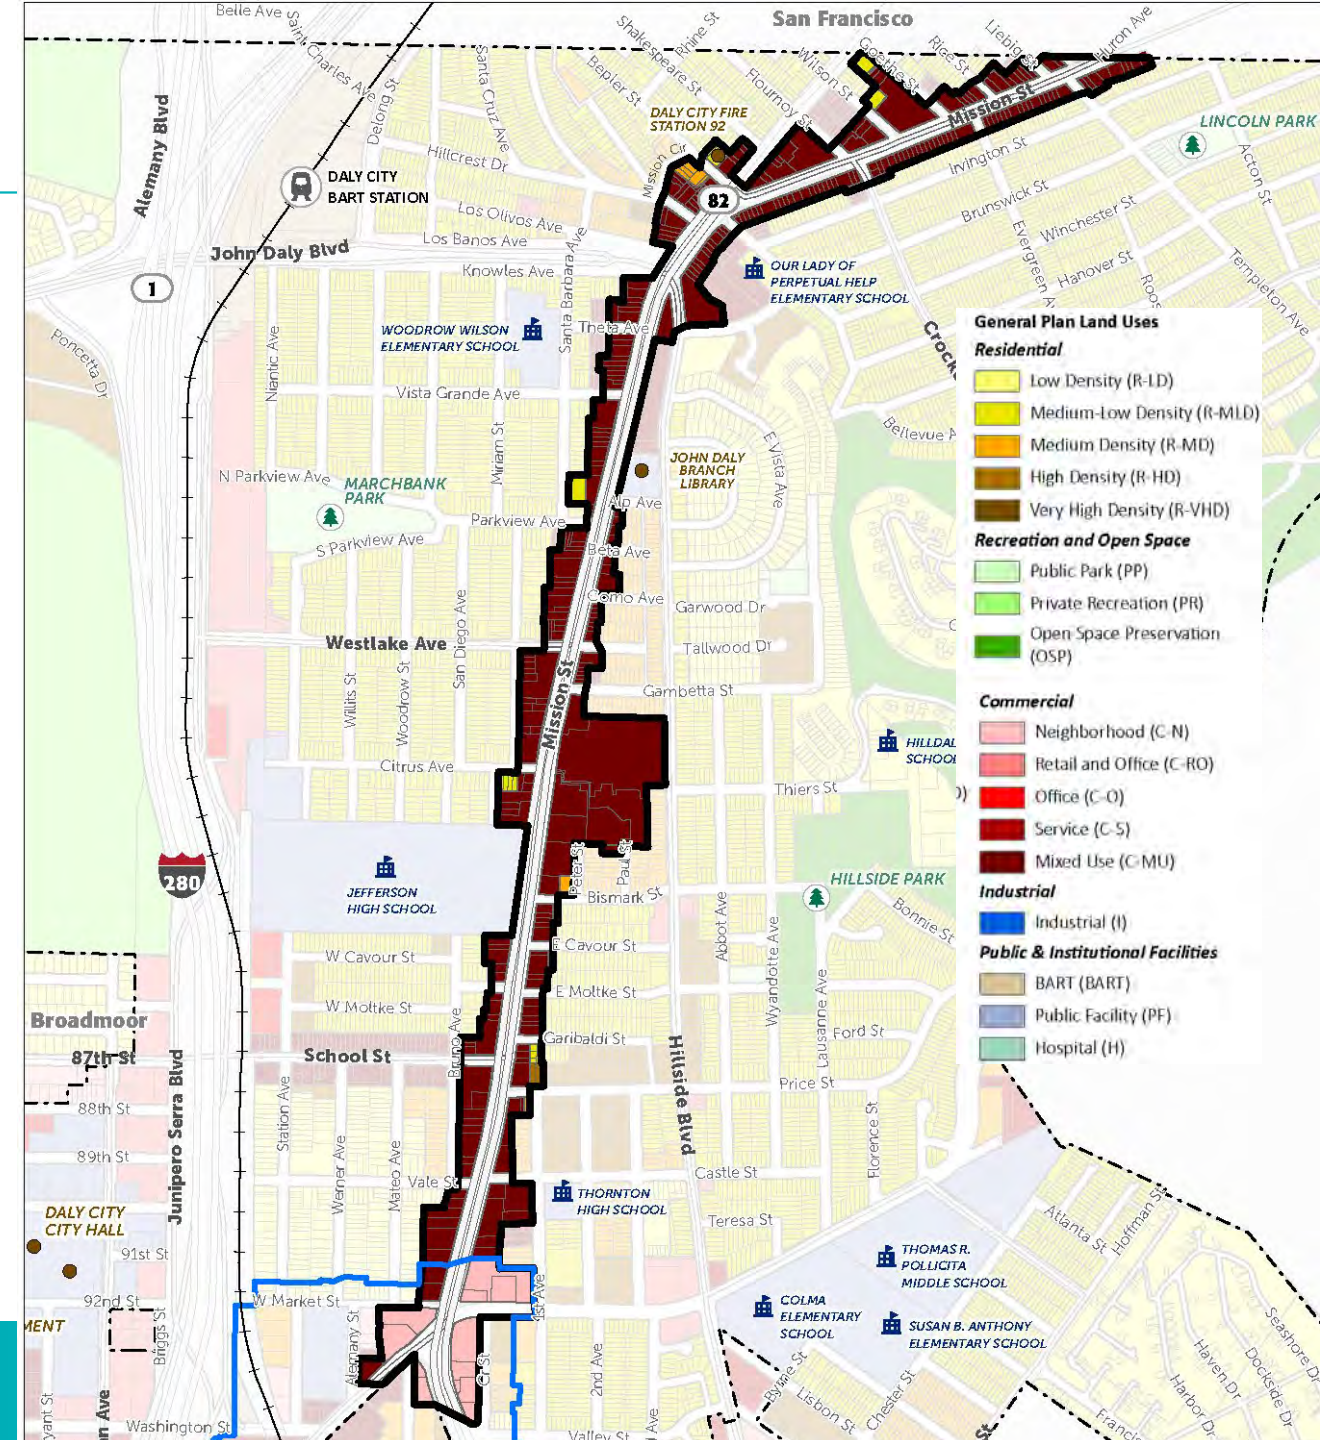 San Francisco
Belle Ave
Saint Charles Ave
Delong St
Santa Cruz Ave
Shakespeare St
Rhine St
Bepler St
Flournoy St
Wilson St
Goethe St
Rice St
Liebig St
Huron Ave
Alemany Blvd
DALY CITY FIRE
STATION 92
Mission St
LINCOLN PARK
Hillcrest Dr
Mission Cir
Irvington St
Acton St
DALY CITY
BART STATION
82
Brunswick St
Los Olivos Ave
Winchester St
Los Banos Ave
John Daly Blvd
Santa Barbara Ave
Evergreen Av
Hanover St
Templeton Ave
Knowles Ave
Roos
1
OUR LADY OF
PERPETUAL HELP
ELEMENTARY SCHOOL
WOODROW WILSON
ELEMENTARY SCHOOL
Theta Ave
Crocke
Poncetta Dr
Niantic Ave
Vista Grande Ave
Miriam St
Bellevue A
E Vista Ave
JOHN DALY
BRANCH
LIBRARY
N Parkview Ave
MARCHBANK
PARK
Alp Ave
Parkview Ave
S Parkview Ave
Beta Ave
Como Ave
Garwood Dr
San Diego Ave
Westlake Ave
Tallwood Dr
Willits St
Woodrow St
Mission St
Gambetta St
HILLDAL
SCHOOL
Citrus Ave
Thiers St
O)
280
JEFFERSON
HIGH SCHOOL
Peter St
Paul St
Bismark St
HILLSIDE PARK
Bonnie St
Abbot Ave
Wyandotte Ave
Lausanne Ave
W Cavour St
E Cavour St
W Moltke St
E Moltke St
Broadmoor
87th St
School St
Bruno Ave
Garibaldi St
Ford St
Hillside Blvd
Price St
88th St
Station Ave
Werner Ave
Mateo Ave
Junipero Serra Blvd
Florence St
89th St
Vale St
Castle St
THORNTON
HIGH SCHOOL
DALY CITY
CITY HALL
Teresa St
Atlanta St
Hoffman St
91st St
THOMAS R.
POLLICITA
MIDDLE SCHOOL
92nd St
W Market St
1st Ave
COLMA
ELEMENTARY
SCHOOL
SUSAN B. ANTHONY
ELEMENTARY SCHOOL
MENT
Briggs St
Alemany St
Cr St
2nd Ave
Byrne St
Lisbon St
Chester St
Seashore Dr
Haven Dr
Dockside Dr
Harbor Dr
Francis
yant St
an Ave
Washington St
Valley St
g Av
St
General Plan Land Uses
Residential
Low Density (R-LD)
Medium-Low Density (R-MLD)
Medium Density (R-MD)
High Density (R-HD)
Very High Density (R-VHD)
Recreation and Open Space
Public Park (PP)
Private Recreation (PR)
Open Space Preservation
(OSP)
Commercial
Neighborhood (C-N)
Retail and Office (C-RO)
Office (C-O)
Service (C-S)
Mixed Use (C-MU)
Industrial
Industrial (I)
Public & Institutional Facilities
BART (BART)
Public Facility (PF)
Hospital (H)